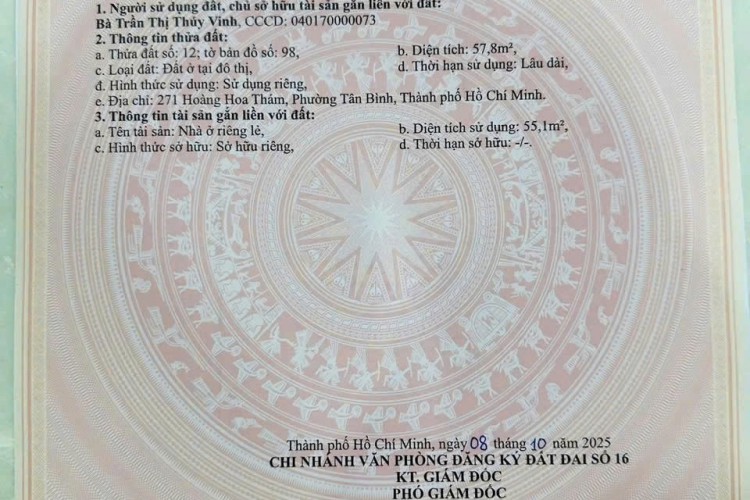 1. Người sử dụng đất, chủ sở hữu tài sản gắn liền với đất:
Bà Trần Thị Thúy Vinh, CCCD: 040170000073
2. Thông tin thửa đất:
a. Thửa đất số: 12; tờ bản đồ số: 98, b. Diện tích: 57,8m²,
c. Loại đất: Đất ở tại đô thị, d. Thời hạn sử dụng: Lâu dài,
đ. Hình thức sử dụng: Sử dụng riêng,
e. Địa chỉ: 271 Hoàng Hoa Thám, Phường Tân Bình, Thành phố Hồ Chí Minh.
3. Thông tin tài sản gắn liền với đất:
a. Tên tài sản: Nhà ở riêng lẻ, b. Diện tích sử dụng: 55,1m²,
c. Hình thức sở hữu: Sở hữu riêng, d. Thời hạn sở hữu: -/-.
Thành phố Hồ Chí Minh, ngày 08 tháng 10 năm 2025
CHI NHÁNH VĂN PHÒNG ĐĂNG KÝ ĐẤT ĐAI SỐ 16
KT. GIÁM ĐỐC
PHÓ GIÁM ĐỐC